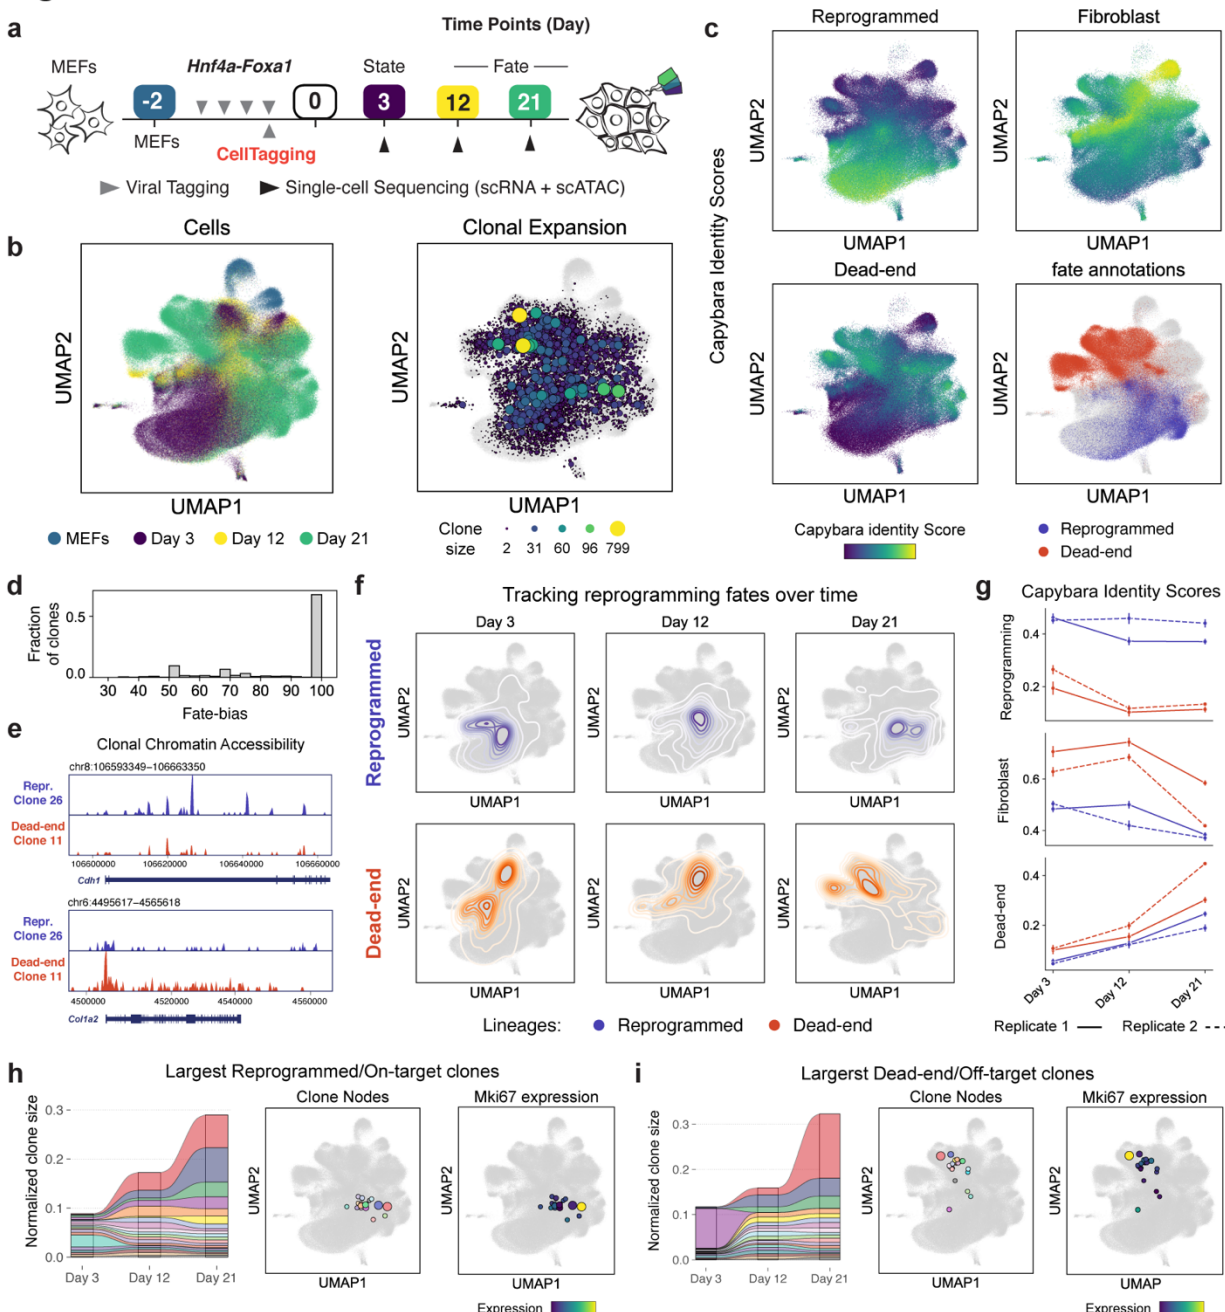 a
Time Points (Day)
MEFs
Hnf4a-Foxa1
State
Fate
-2
0
3
12
21
MEFs
CellTagging
Viral Tagging
Single-cell Sequencing (scRNA + scATAC)
b
Cells
Clonal Expansion
UMAP2
UMAP2
UMAP1
UMAP1
MEFs
Day 3
Day 12
Day 21
Clone
size
2 31 60 96 799
c
Capybara Identity Scores
Reprogrammed
Fibroblast
UMAP2
UMAP2
UMAP1
UMAP1
Dead-end
fate annotations
UMAP2
UMAP2
UMAP1
UMAP1
Capybara identity Score
Reprogrammed
Dead-end
d
Fraction
of clones
0.5
0.0
30 40 50 60 70 80 90 100
Fate-bias
e
Clonal Chromatin Accessibility
chr8:106593349–106663350
Repr.
Clone 26
Dead-end
Clone 11
106600000 106620000 106640000 106660000
Cdh1
chr6:4495617–4565618
Repr.
Clone 26
Dead-end
Clone 11
4500000 4520000 4540000 4560000
Col1a2
f
Tracking reprogramming fates over time
Day 3
Day 12
Day 21
Reprogrammed
UMAP2
UMAP2
UMAP2
UMAP1
UMAP1
UMAP1
Dead-end
UMAP2
UMAP2
UMAP2
UMAP1
UMAP1
UMAP1
Lineages:
Reprogrammed
Dead-end
g
Capybara Identity Scores
Reprogramming
0.4
0.2
Fibroblast
0.6
0.4
Dead-end
0.4
0.2
Day 3
Day 12
Day 21
Replicate 1
Replicate 2
h
Largest Reprogrammed/On-target clones
Normalized clone size
0.3
0.2
0.1
0.0
Day 3 Day 12 Day 21
Clone Nodes
UMAP2
UMAP1
Mki67 expression
UMAP2
UMAP1
Expression
i
Largerst Dead-end/Off-target clones
Normalized clone size
0.3
0.2
0.1
0.0
Day 3 Day 12 Day 21
Clone Nodes
UMAP2
UMAP1
Mki67 expression
UMAP2
UMAP
Expression